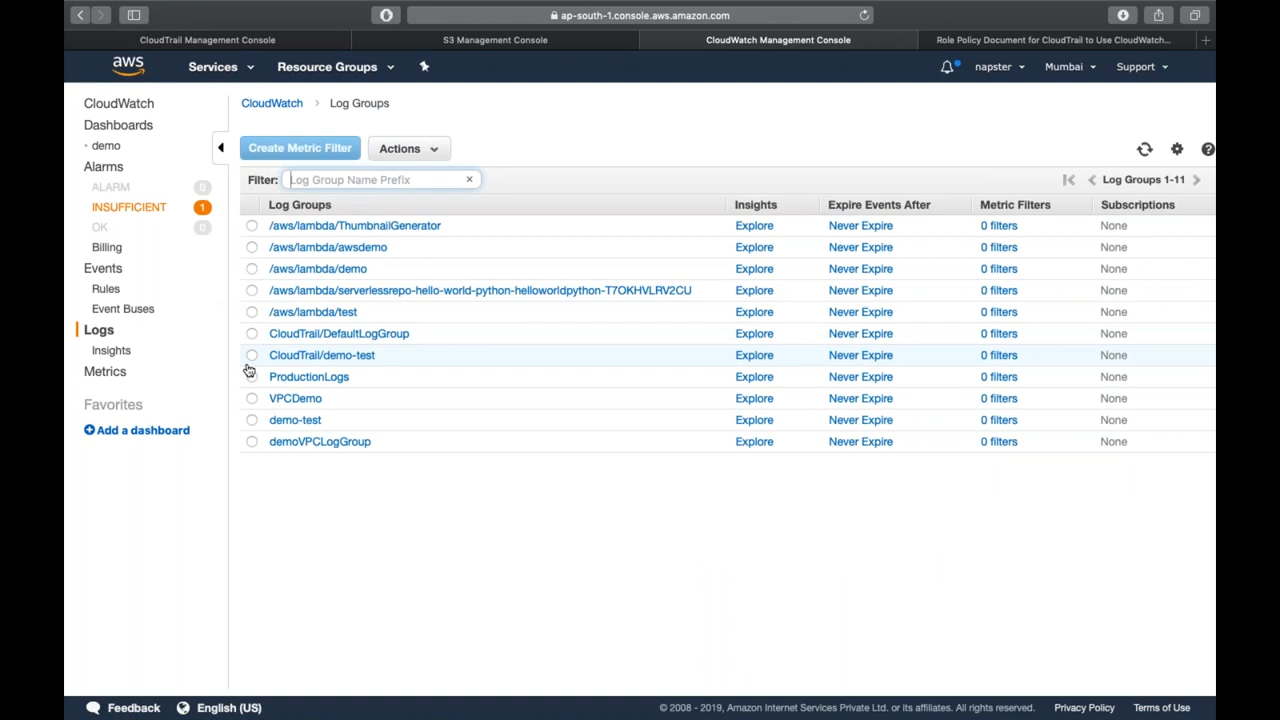 ap-south-1.console.aws.amazon.com
CloudTrail Management Console
S3 Management Console
CloudWatch Management Console
Role Policy Document for CloudTrail to Use CloudWatch...
aws
Services
Resource Groups
napster
Mumbai
Support
CloudWatch
Dashboards
demo
Alarms
ALARM 0
INSUFFICIENT 1
OK 0
Billing
Events
Rules
Event Buses
Logs
Insights
Metrics
Favorites
Add a dashboard
CloudWatch > Log Groups
Create Metric Filter
Actions
Filter: Log Group Name Prefix ×
Log Groups 1-11
Log Groups Insights Expire Events After Metric Filters Subscriptions
/aws/lambda/ThumbnailGenerator Explore Never Expire 0 filters None
/aws/lambda/awsdemo Explore Never Expire 0 filters None
/aws/lambda/demo Explore Never Expire 0 filters None
/aws/lambda/serverlessrepo-hello-world-python-helloworldpython-T7OKHVLRV2CU Explore Never Expire 0 filters None
/aws/lambda/test Explore Never Expire 0 filters None
CloudTrail/DefaultLogGroup Explore Never Expire 0 filters None
CloudTrail/demo-test Explore Never Expire 0 filters None
ProductionLogs Explore Never Expire 0 filters None
VPCDemo Explore Never Expire 0 filters None
demo-test Explore Never Expire 0 filters None
demoVPCLogGroup Explore Never Expire 0 filters None
Feedback
English (US)
© 2008 - 2019, Amazon Internet Services Private Ltd. or its affiliates. All rights reserved.
Privacy Policy
Terms of Use